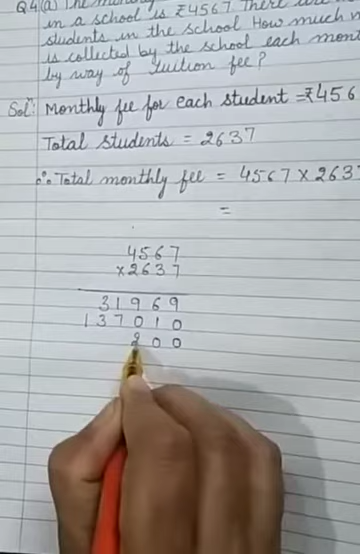 Q4(a) The
in a school is ₹4567. There
students in the school How much
is collected by the school each mont
by way of Tuition fee?
Sol: Monthly fee for each student = ₹456
Total students = 2637
∴ Total monthly fee = 4567 × 263
=
4567
×2637
31969
137010
200